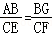 AB/CE = BG/CF